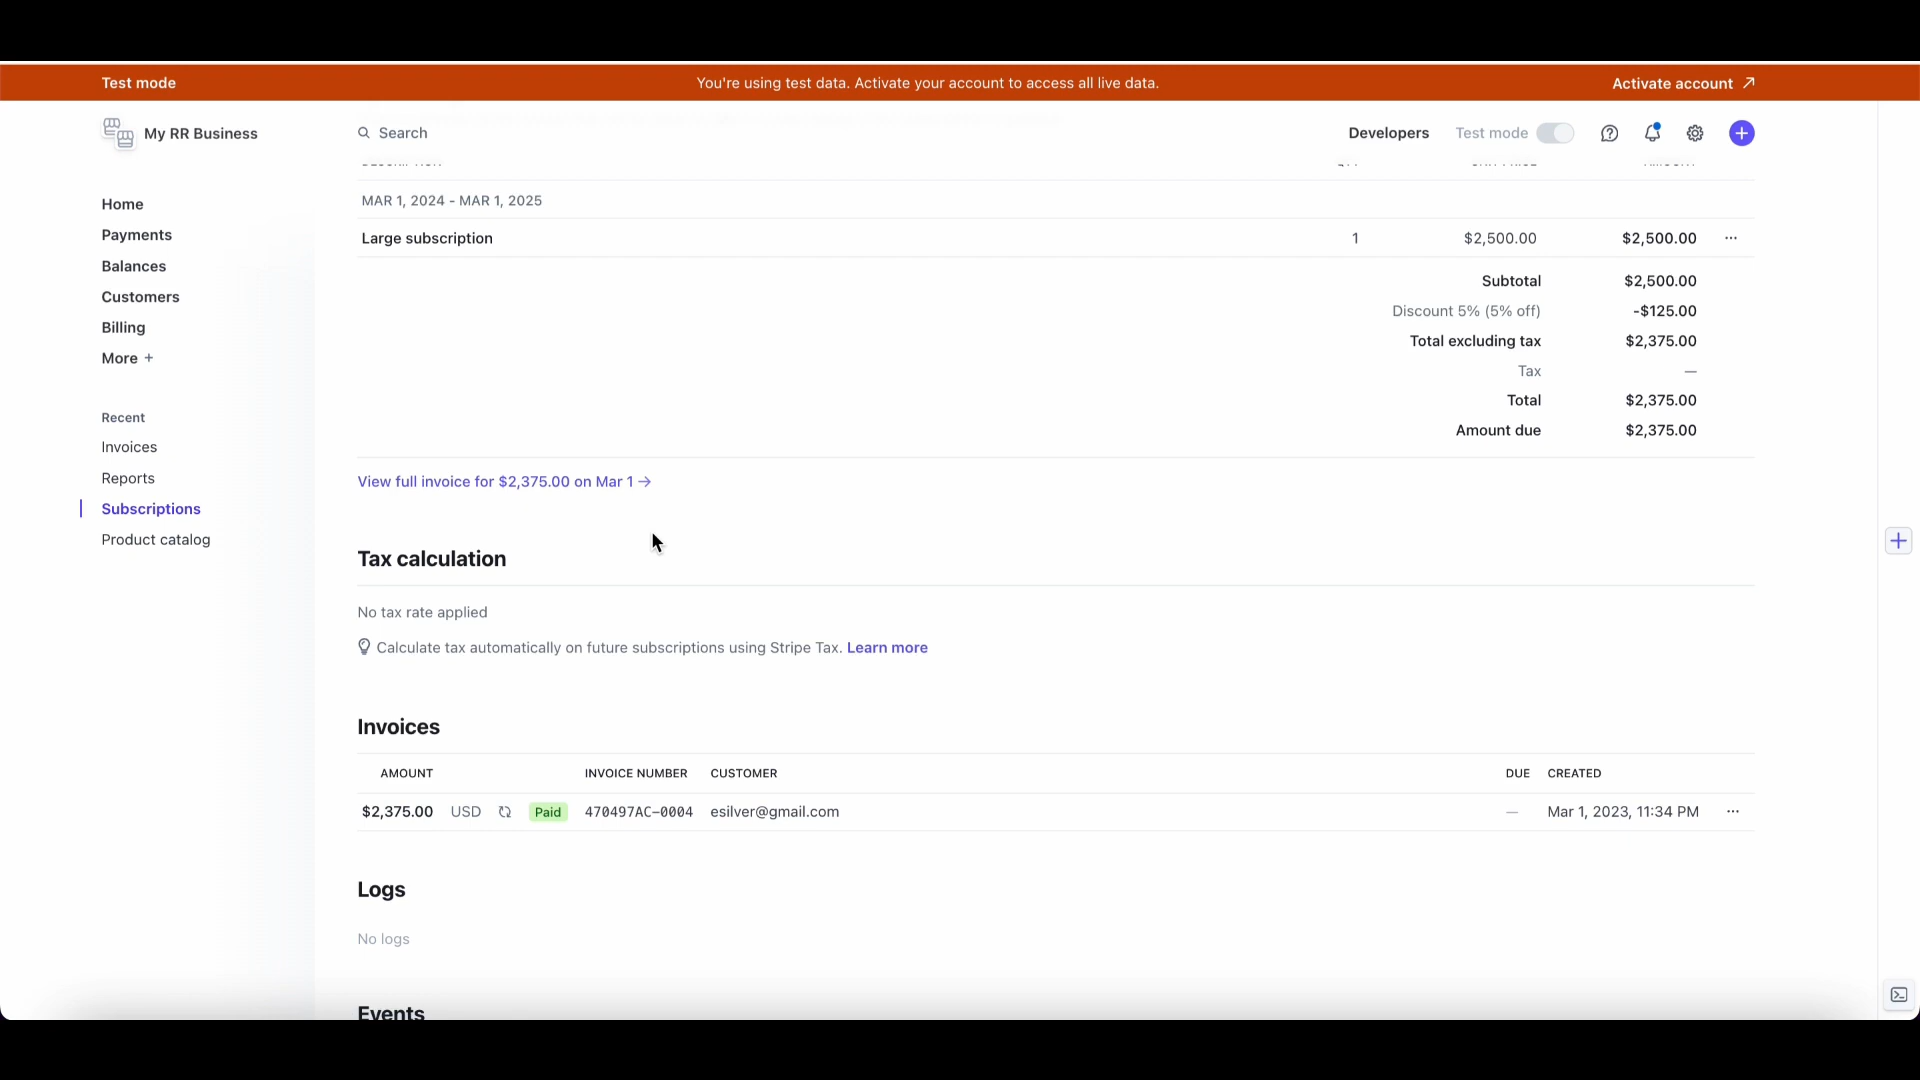 Test mode
You're using test data. Activate your account to access all live data.
Activate account
My RR Business
Search
Developers
Test mode
Home
Payments
Balances
Customers
Billing
More +
Recent
Invoices
Reports
Subscriptions
Product catalog
MAR 1, 2024 - MAR 1, 2025
Large subscription 1 $2,500.00 $2,500.00
Subtotal $2,500.00
Discount 5% (5% off) -$125.00
Total excluding tax $2,375.00
Tax —
Total $2,375.00
Amount due $2,375.00
View full invoice for $2,375.00 on Mar 1 →
Tax calculation
No tax rate applied
Calculate tax automatically on future subscriptions using Stripe Tax. Learn more
Invoices
AMOUNT INVOICE NUMBER CUSTOMER DUE CREATED
$2,375.00 USD Paid 470497AC-0004 esilver@gmail.com — Mar 1, 2023, 11:34 PM
Logs
No logs
Events